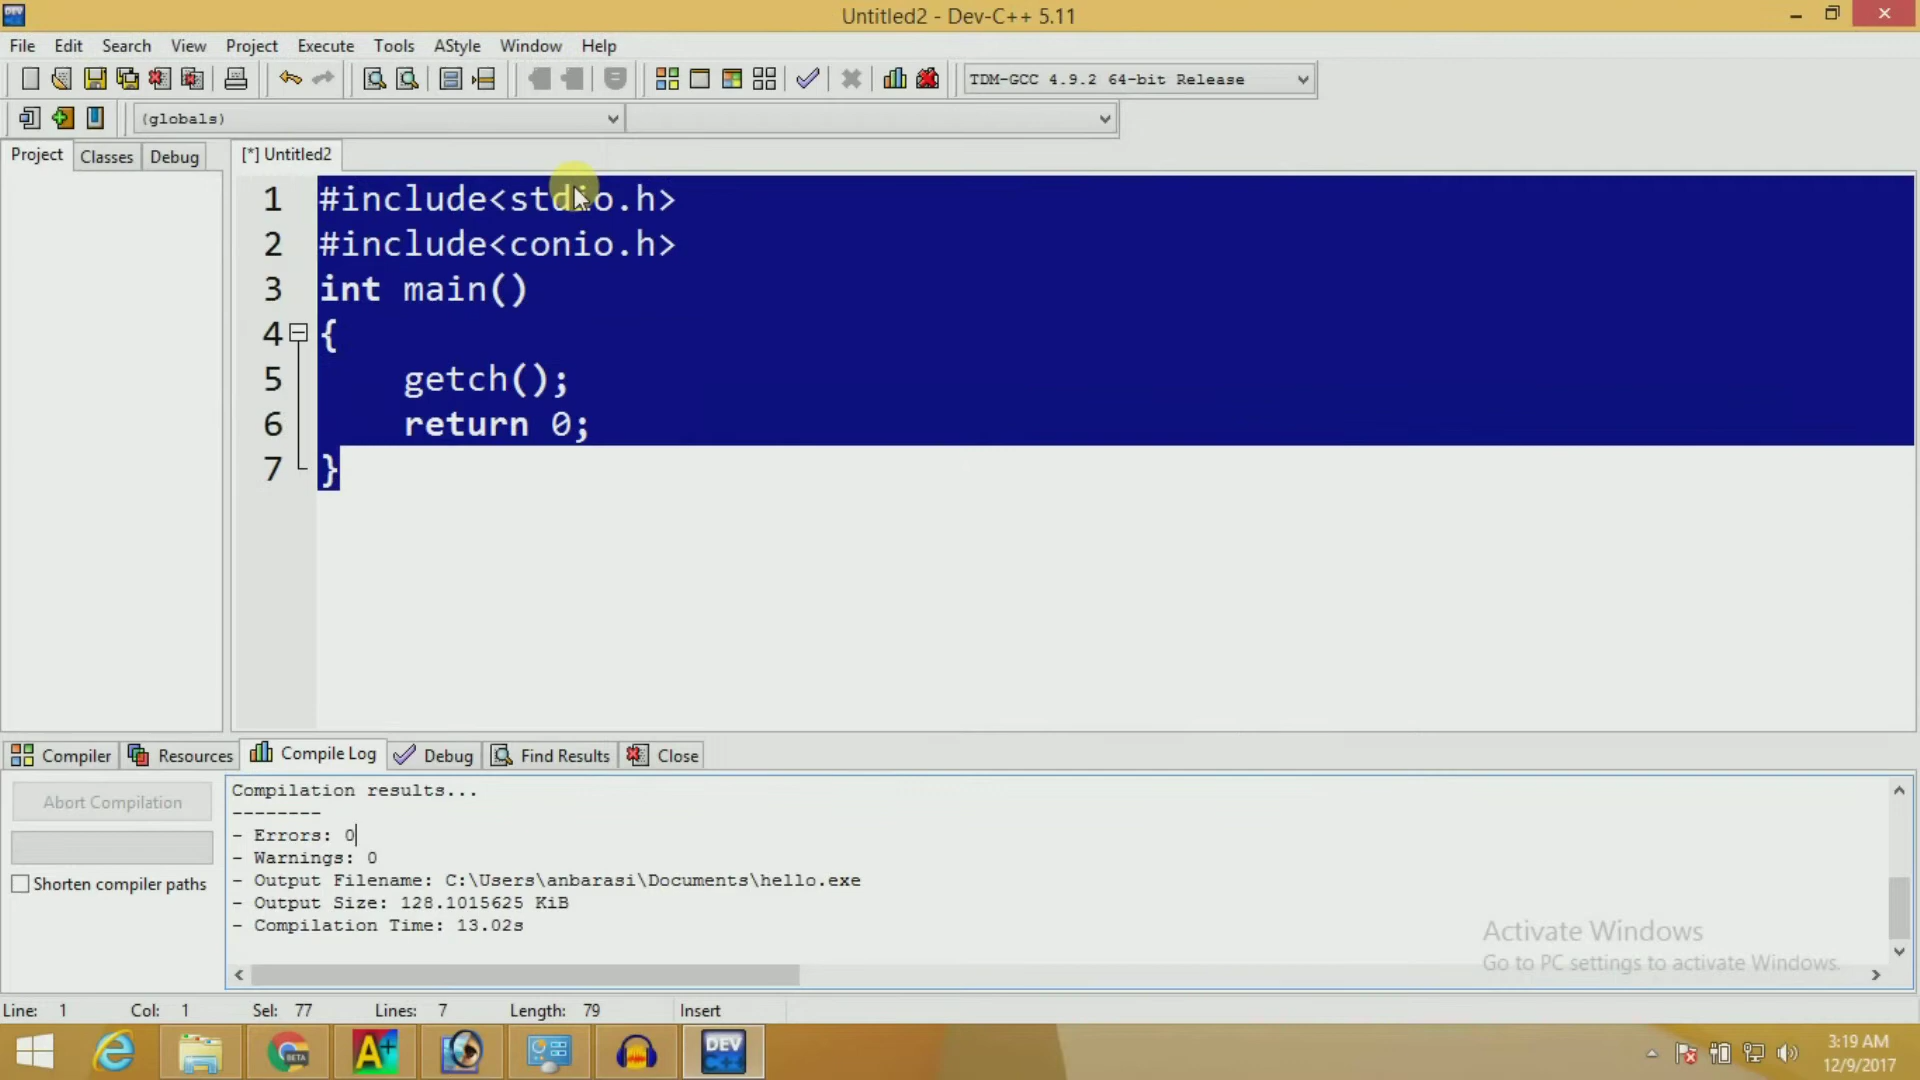 Untitled2 - Dev-C++ 5.11
File Edit Search View Project Execute Tools AStyle Window Help
TDM-GCC 4.9.2 64-bit Release
(globals)
Project Classes Debug [*] Untitled2
1 #include<stdio.h>
2 #include<conio.h>
3 int main()
4 {
5 getch();
6 return 0;
7 }
Compiler Resources Compile Log Debug Find Results Close
Abort Compilation
Shorten compiler paths
Compilation results...
--------
- Errors: 0
- Warnings: 0
- Output Filename: C:\Users\anbarasi\Documents\hello.exe
- Output Size: 128.1015625 KiB
- Compilation Time: 13.02s
Activate Windows
Go to PC settings to activate Windows.
Line: 1 Col: 1 Sel: 77 Lines: 7 Length: 79 Insert
BETA
A+
DEV
C++
3:19 AM
12/9/2017